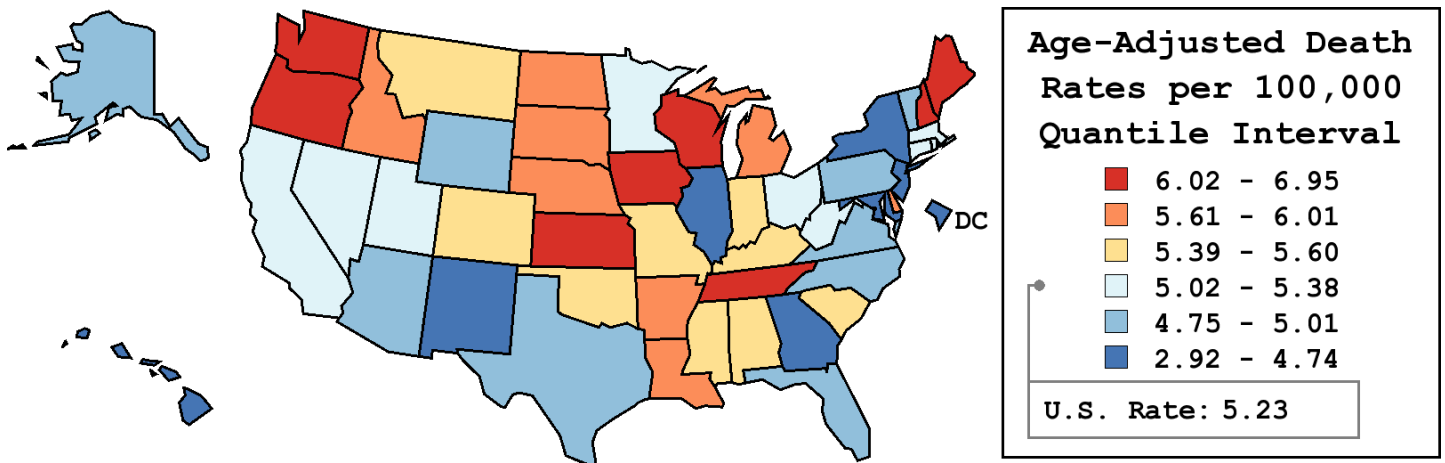 Age-Adjusted Death
Rates per 100,000
Quantile Interval
6.02 - 6.95
5.61 - 6.01
5.39 - 5.60
5.02 - 5.38
4.75 - 5.01
2.92 - 4.74
U.S. Rate: 5.23
DC